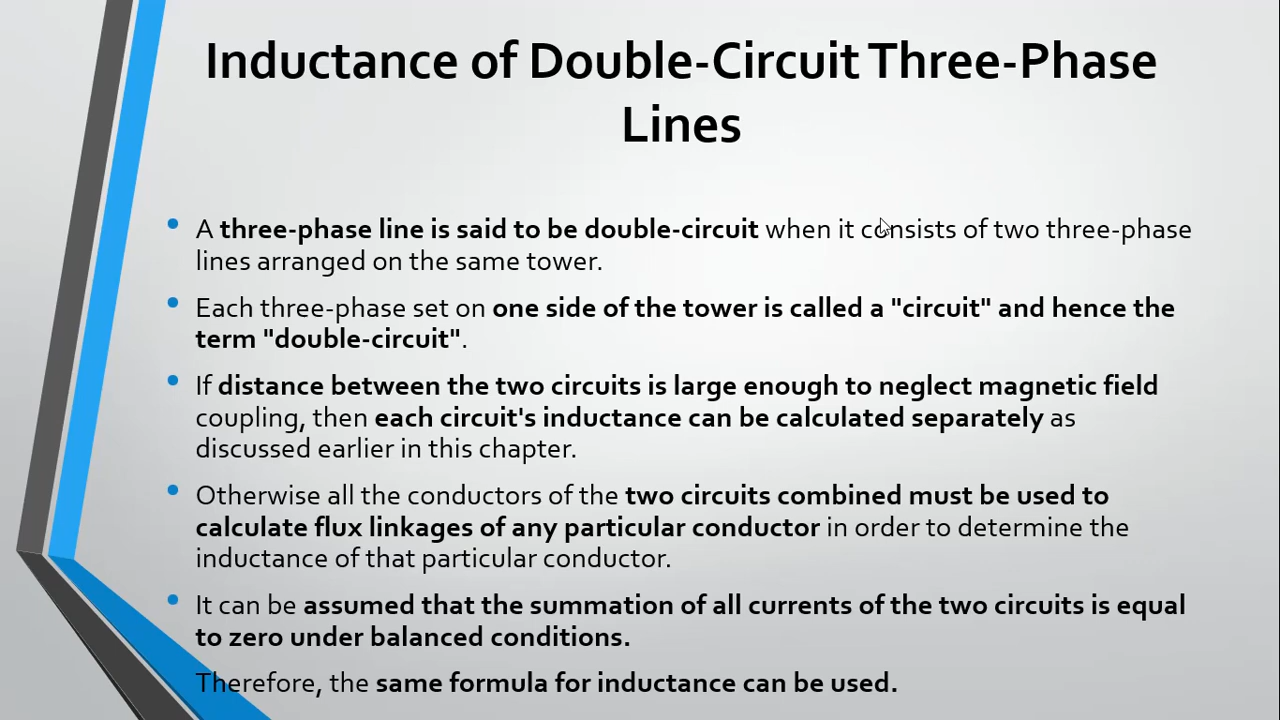 Inductance of Double-Circuit Three-Phase
Lines
A three-phase line is said to be double-circuit when it consists of two three-phase
lines arranged on the same tower.
Each three-phase set on one side of the tower is called a "circuit" and hence the
term "double-circuit".
If distance between the two circuits is large enough to neglect magnetic field
coupling, then each circuit's inductance can be calculated separately as
discussed earlier in this chapter.
Otherwise all the conductors of the two circuits combined must be used to
calculate flux linkages of any particular conductor in order to determine the
inductance of that particular conductor.
It can be assumed that the summation of all currents of the two circuits is equal
to zero under balanced conditions.
Therefore, the same formula for inductance can be used.